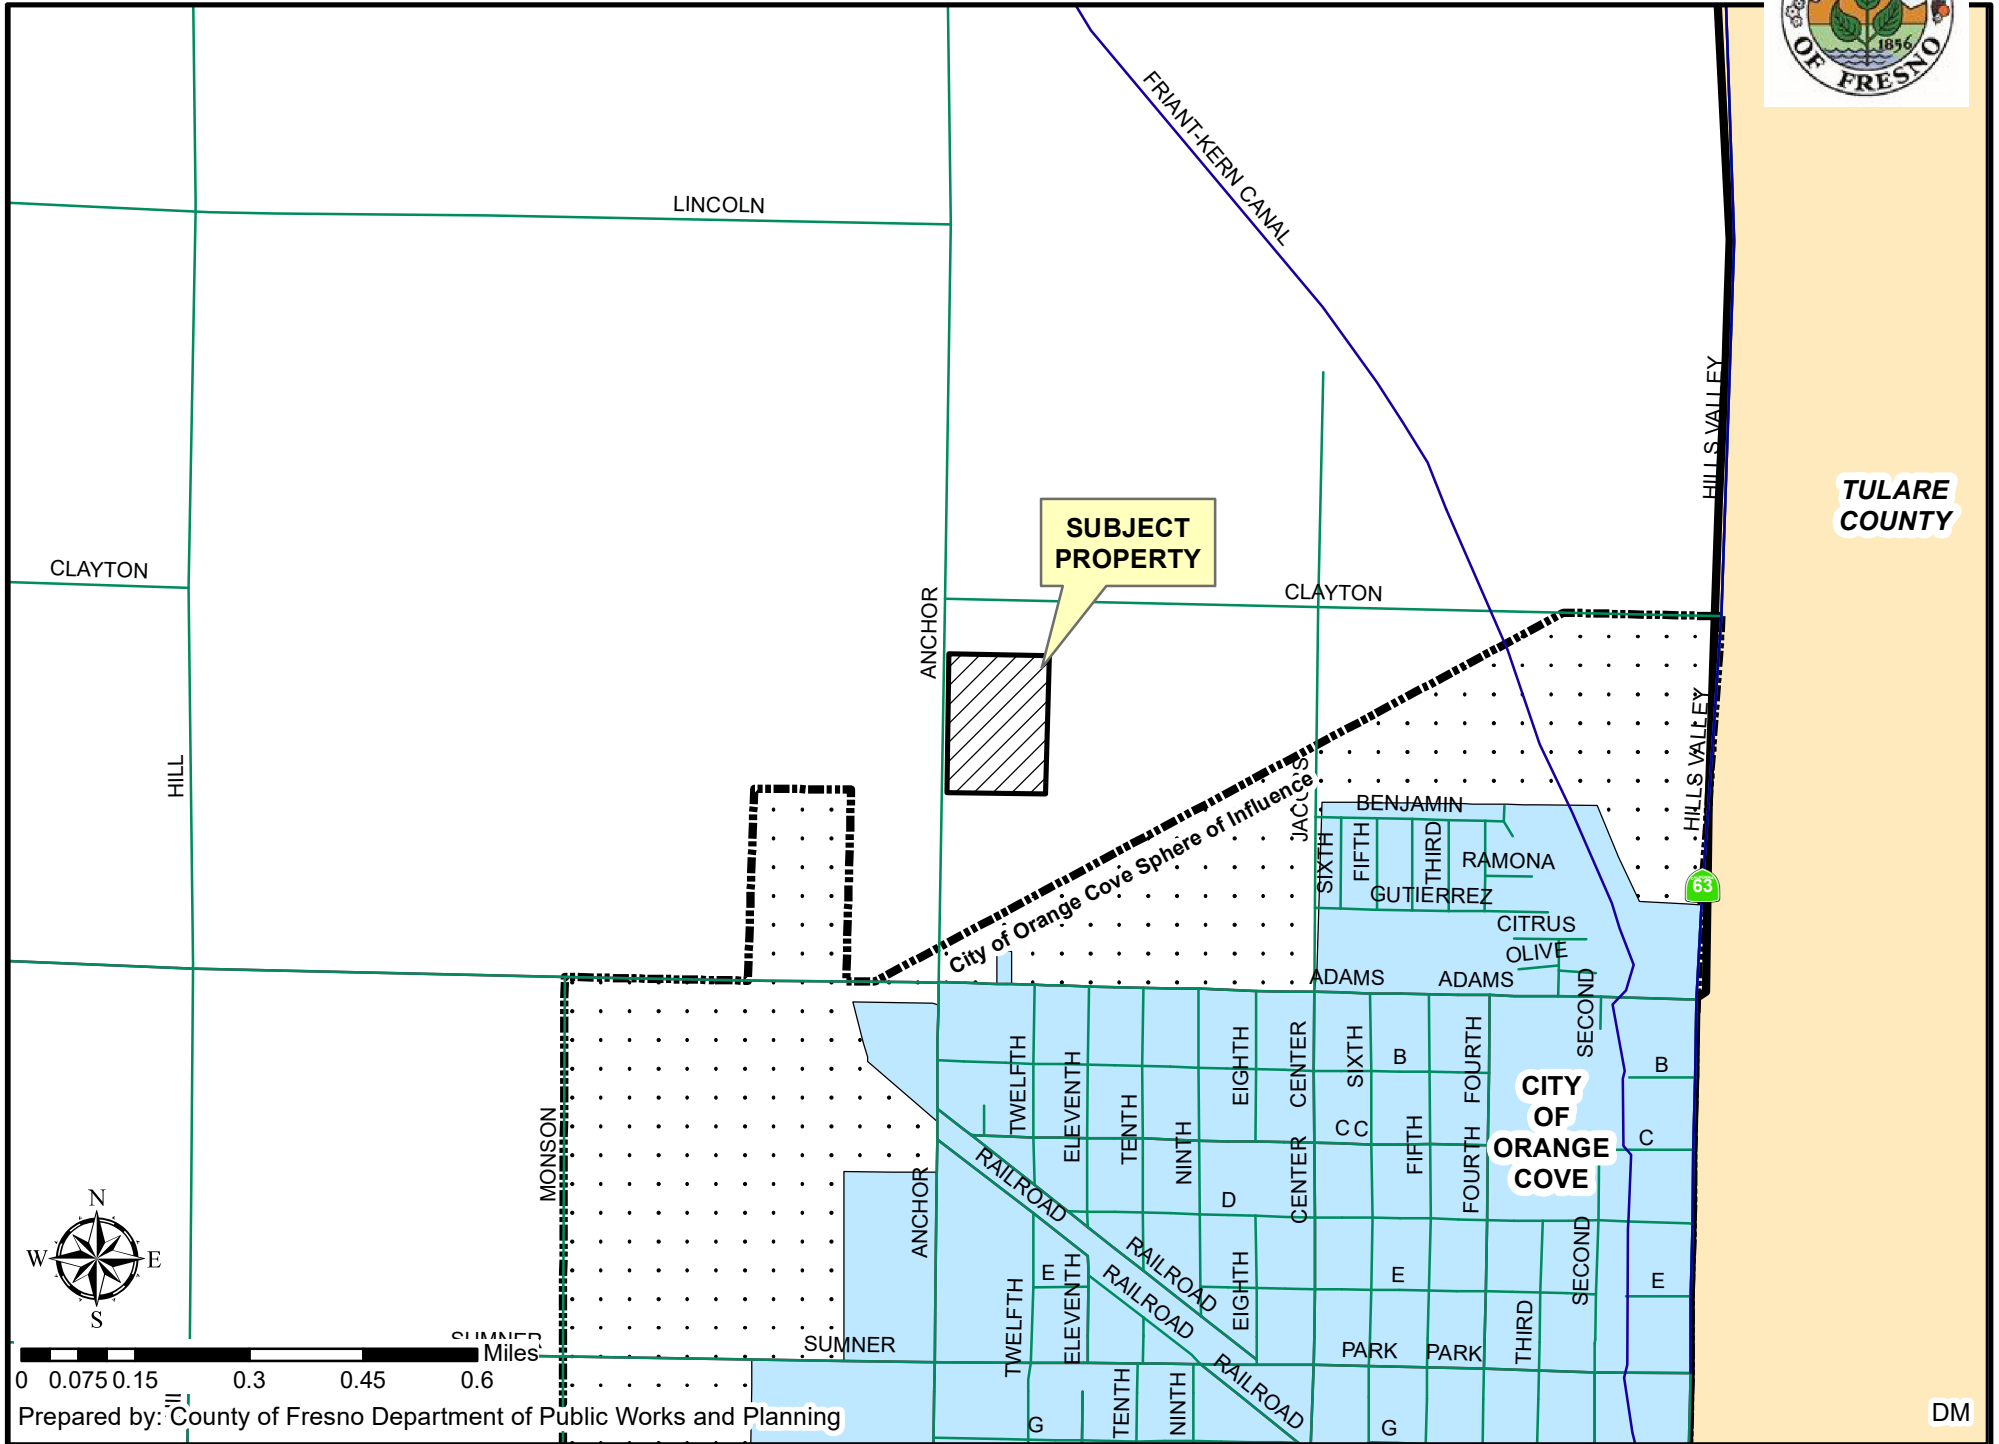 1856
OF FRESNO
FRIANT-KERN CANAL
LINCOLN
HILLS VALLEY
TULARE
COUNTY
SUBJECT
PROPERTY
CLAYTON
CLAYTON
ANCHOR
HILL
HILLS VALLEY
City of Orange Cove Sphere of Influence
BENJAMIN
SIXTH
FIFTH
THIRD
RAMONA
GUTIERREZ
63
CITRUS
OLIVE
ADAMS
ADAMS
SECOND
TWELFTH
ELEVENTH
TENTH
NINTH
EIGHTH
CENTER
SIXTH
B
FOURTH
B
CITY
OF
ORANGE
COVE
MONSON
ANCHOR
RAILROAD
CENTER
C C
FIFTH
FOURTH
C
D
N
W
E
S
E
TWELFTH
ELEVENTH
RAILROAD
RAILROAD
EIGHTH
E
THIRD
SECOND
E
SUMNER
SUMNER
PARK
PARK
Miles
0 0.075 0.15 0.3 0.45 0.6
RAILROAD
TENTH
NINTH
G
G
Prepared by: County of Fresno Department of Public Works and Planning
DM